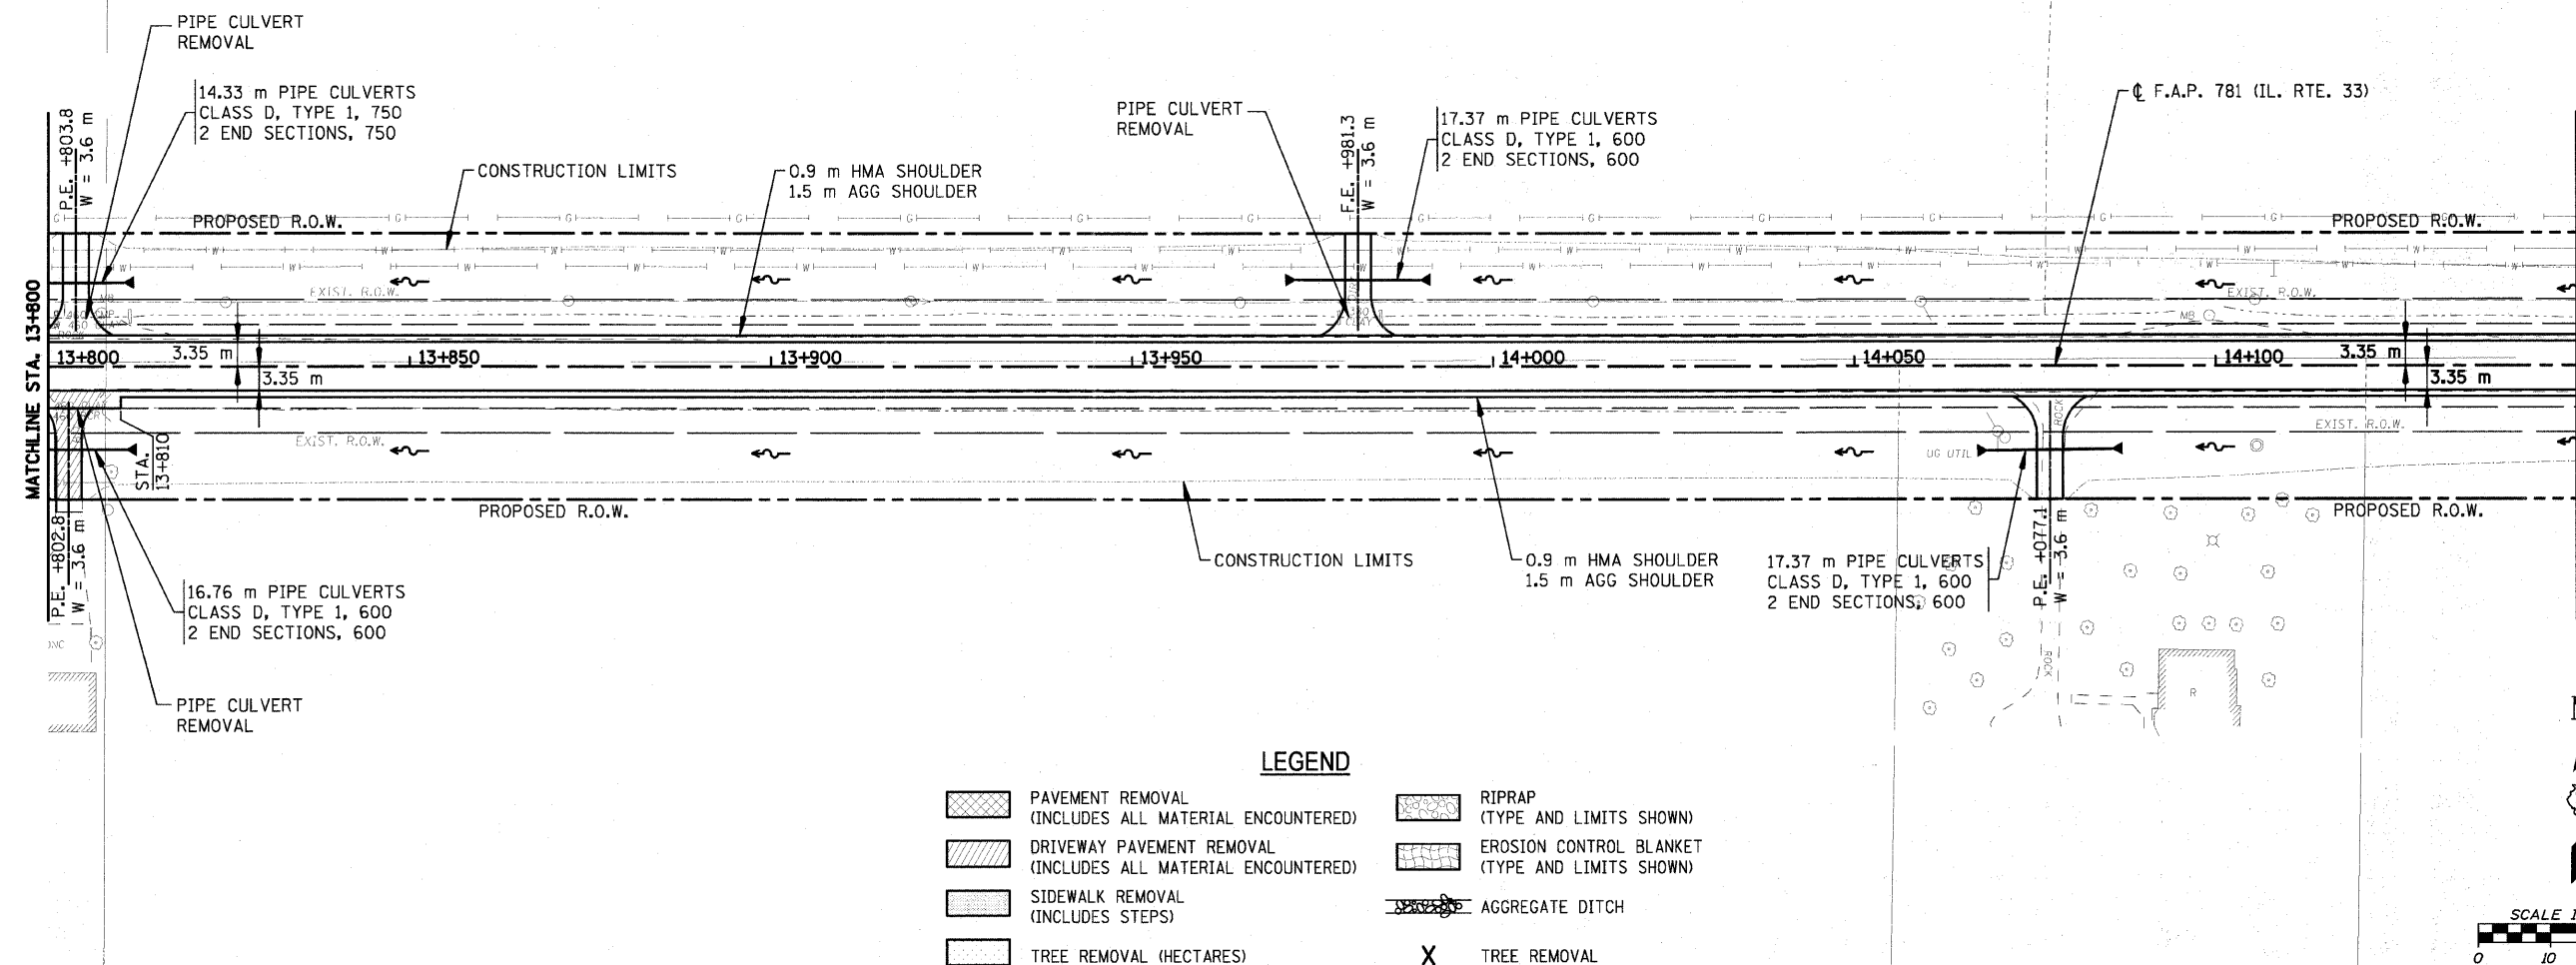 PIPE CULVERT
REMOVAL
14.33 m PIPE CULVERTS
CLASS D, TYPE 1, 750
2 END SECTIONS, 750
P.E. +803.8
W = 3.6 m
CONSTRUCTION LIMITS
0.9 m HMA SHOULDER
1.5 m AGG SHOULDER
PIPE CULVERT
REMOVAL
F.E. +981.3
W = 3.6 m
17.37 m PIPE CULVERTS
CLASS D, TYPE 1, 600
2 END SECTIONS, 600
℄ F.A.P. 781 (IL. RTE. 33)
PROPOSED R.O.W.
PROPOSED R.O.W.
EXIST. R.O.W.
EXIST. R.O.W.
MB
MB
MATCHLINE STA. 13+800
13+800
3.35 m
13+850
13+900
13+950
14+000
14+050
14+100
3.35 m
3.35 m
3.35 m
STA.
13+810
EXIST. R.O.W.
EXIST. R.O.W.
ROCK
UG UTIL
PROPOSED R.O.W.
PROPOSED R.O.W.
P.E. +802.8
W = 3.6 m
16.76 m PIPE CULVERTS
CLASS D, TYPE 1, 600
2 END SECTIONS, 600
PIPE CULVERT
REMOVAL
CONSTRUCTION LIMITS
0.9 m HMA SHOULDER
1.5 m AGG SHOULDER
17.37 m PIPE CULVERTS
CLASS D, TYPE 1, 600
2 END SECTIONS, 600
P.E. +077.1
W = 3.6 m
ROCK
R
LEGEND
PAVEMENT REMOVAL
(INCLUDES ALL MATERIAL ENCOUNTERED)
DRIVEWAY PAVEMENT REMOVAL
(INCLUDES ALL MATERIAL ENCOUNTERED)
SIDEWALK REMOVAL
(INCLUDES STEPS)
TREE REMOVAL (HECTARES)
RIPRAP
(TYPE AND LIMITS SHOWN)
EROSION CONTROL BLANKET
(TYPE AND LIMITS SHOWN)
AGGREGATE DITCH
X TREE REMOVAL
SCALE
0 10